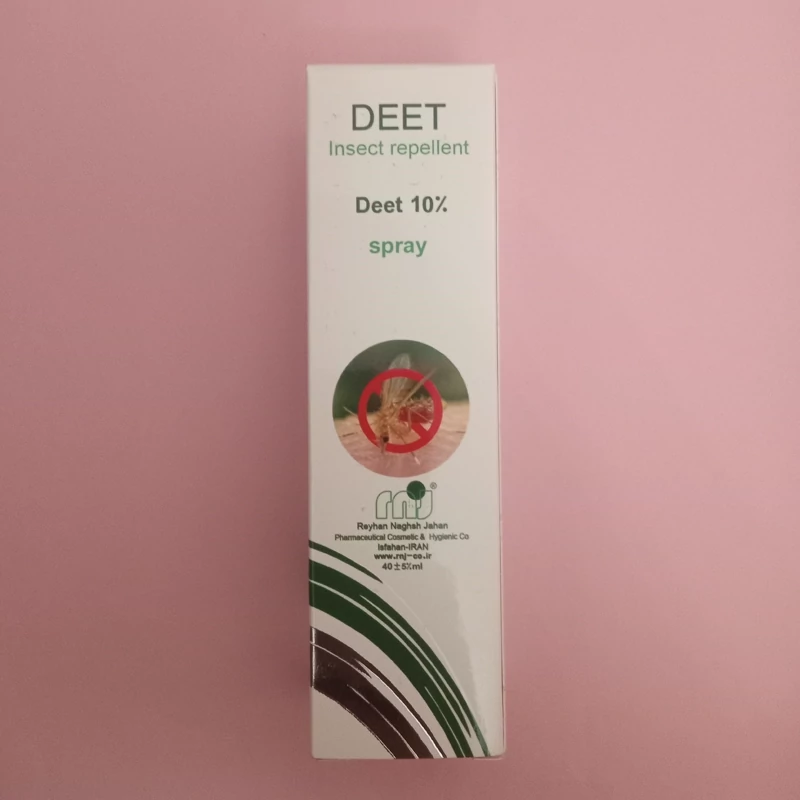 DEET
Insect repellent
Deet 10%
spray
rnj®
Rayhan Naghsh Jahan
Pharmaceutical Cosmetic & Hygienic Co
Isfahan-IRAN
www.rnj-co.ir
40±5%ml